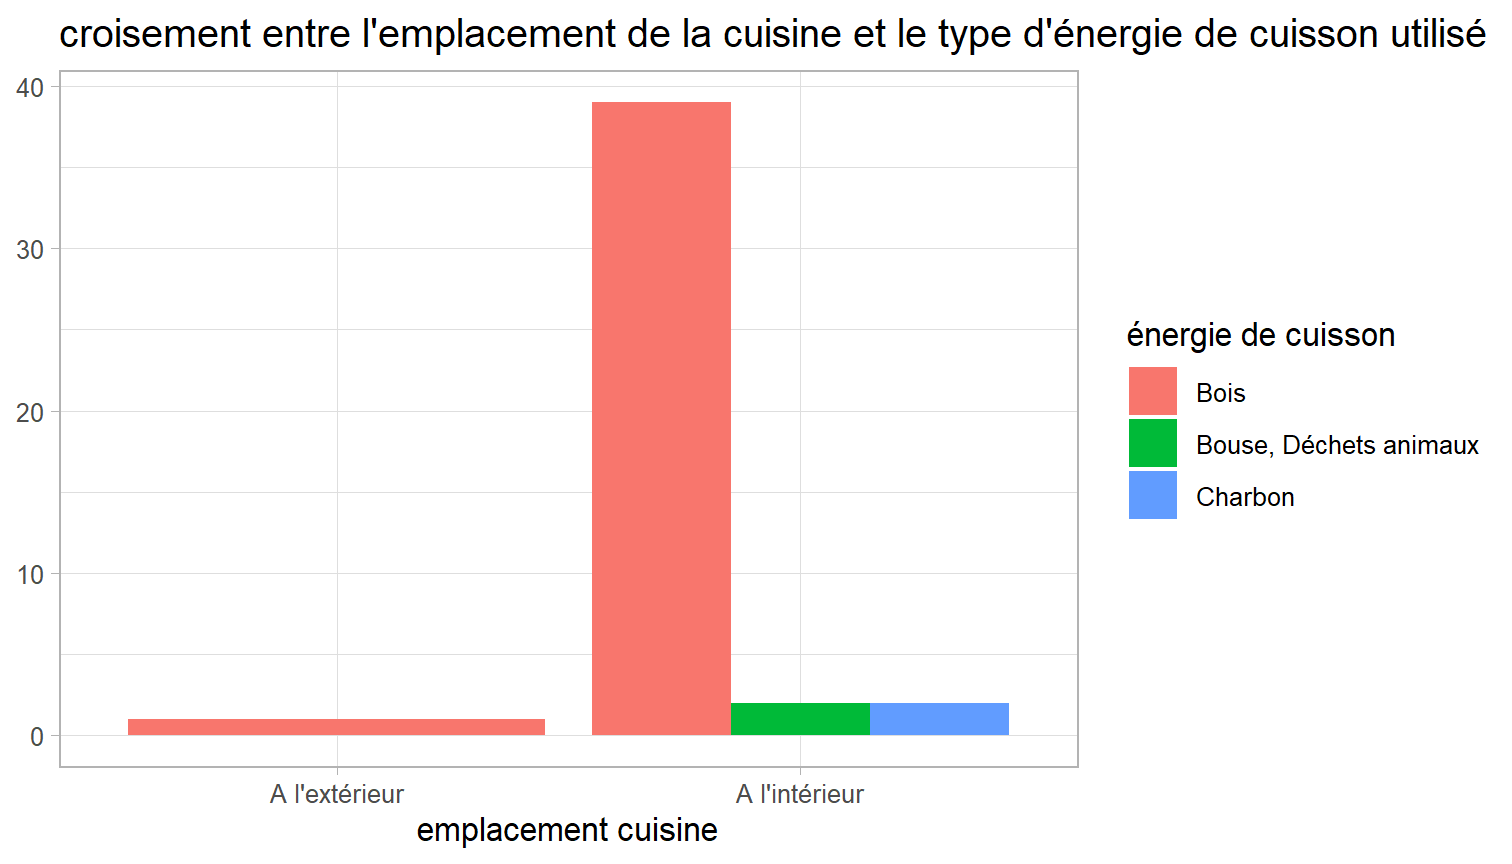 croisement entre l'emplacement de la cuisine et le type d'énergie de cuisson utilisé
40
30
20
10
0
A l'extérieur
A l'intérieur
emplacement cuisine
énergie de cuisson
Bois
Bouse, Déchets animaux
Charbon